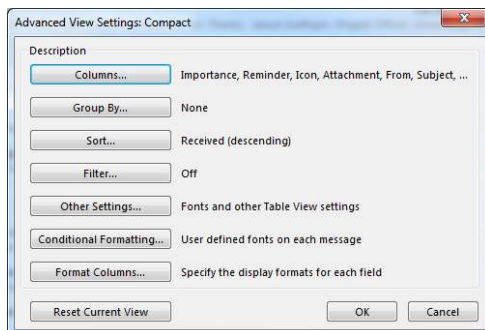 Advanced View Settings: Compact
Description
Columns... Importance, Reminder, Icon, Attachment, From, Subject, ...
Group By... None
Sort... Received (descending)
Filter... Off
Other Settings... Fonts and other Table View settings
Conditional Formatting... User defined fonts on each message
Format Columns... Specify the display formats for each field
Reset Current View OK Cancel